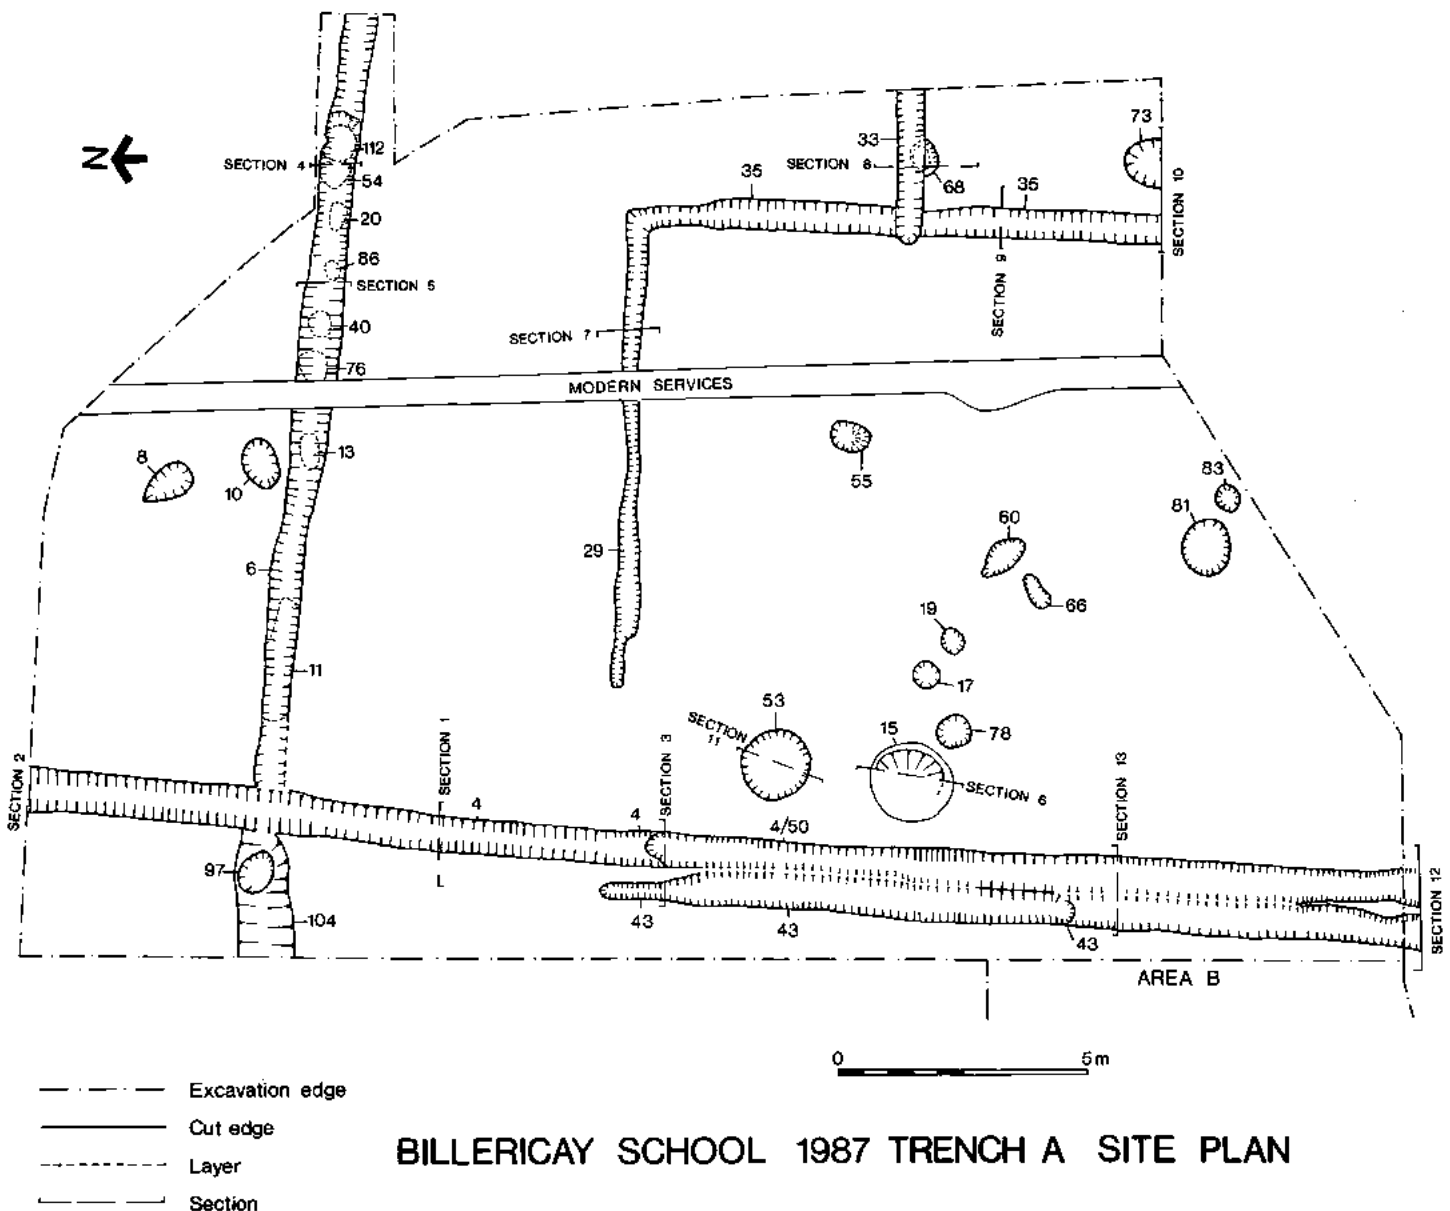 N
112
SECTION 4
54
20
86
SECTION 5
40
76
33
73
SECTION 8
68
35
35
SECTION 10
SECTION 9
SECTION 7
MODERN SERVICES
8
10
13
55
83
81
60
66
6
29
19
17
11
53
15
78
SECTION 11
SECTION 6
SECTION 2
SECTION 1
SECTION 3
SECTION 13
4
4
4/50
97
104
43
43
43
SECTION 12
AREA B
0 5m
Excavation edge
Cut edge
Layer
Section
BILLERICAY SCHOOL 1987 TRENCH A SITE PLAN